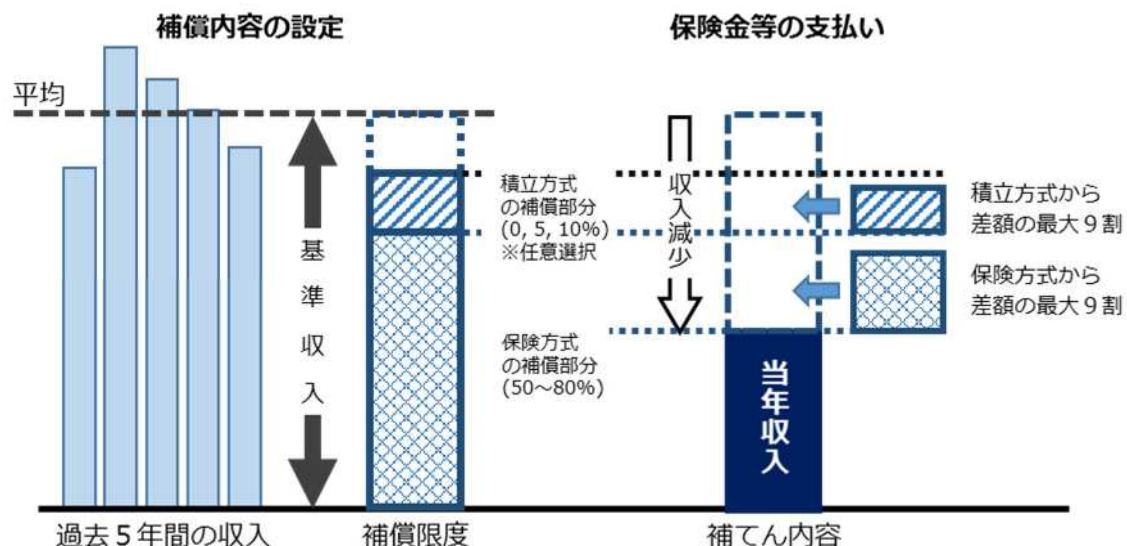 補償内容の設定
保険金等の支払い
平均
基準収入
積立方式
の補償部分
(0, 5, 10%)
※任意選択
保険方式
の補償部分
(50～80%)
収入減少
積立方式から
差額の最大９割
保険方式から
差額の最大９割
当年収入
過去５年間の収入
補償限度
補てん内容